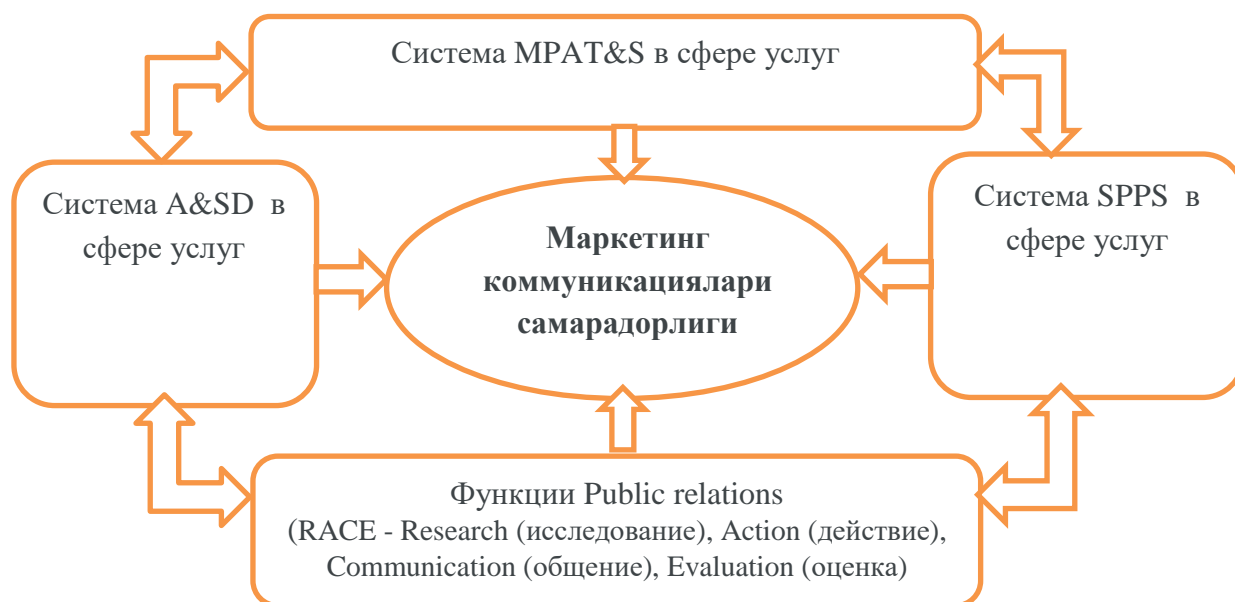 Система MPAT&S в сфере услуг
Система A&SD в
сфере услуг
Маркетинг
коммуникациялари
самарадорлиги
Система SPPS в
сфере услуг
Функции Public relations
(RACE - Research (исследование), Action (действие),
Communication (общение), Evaluation (оценка)